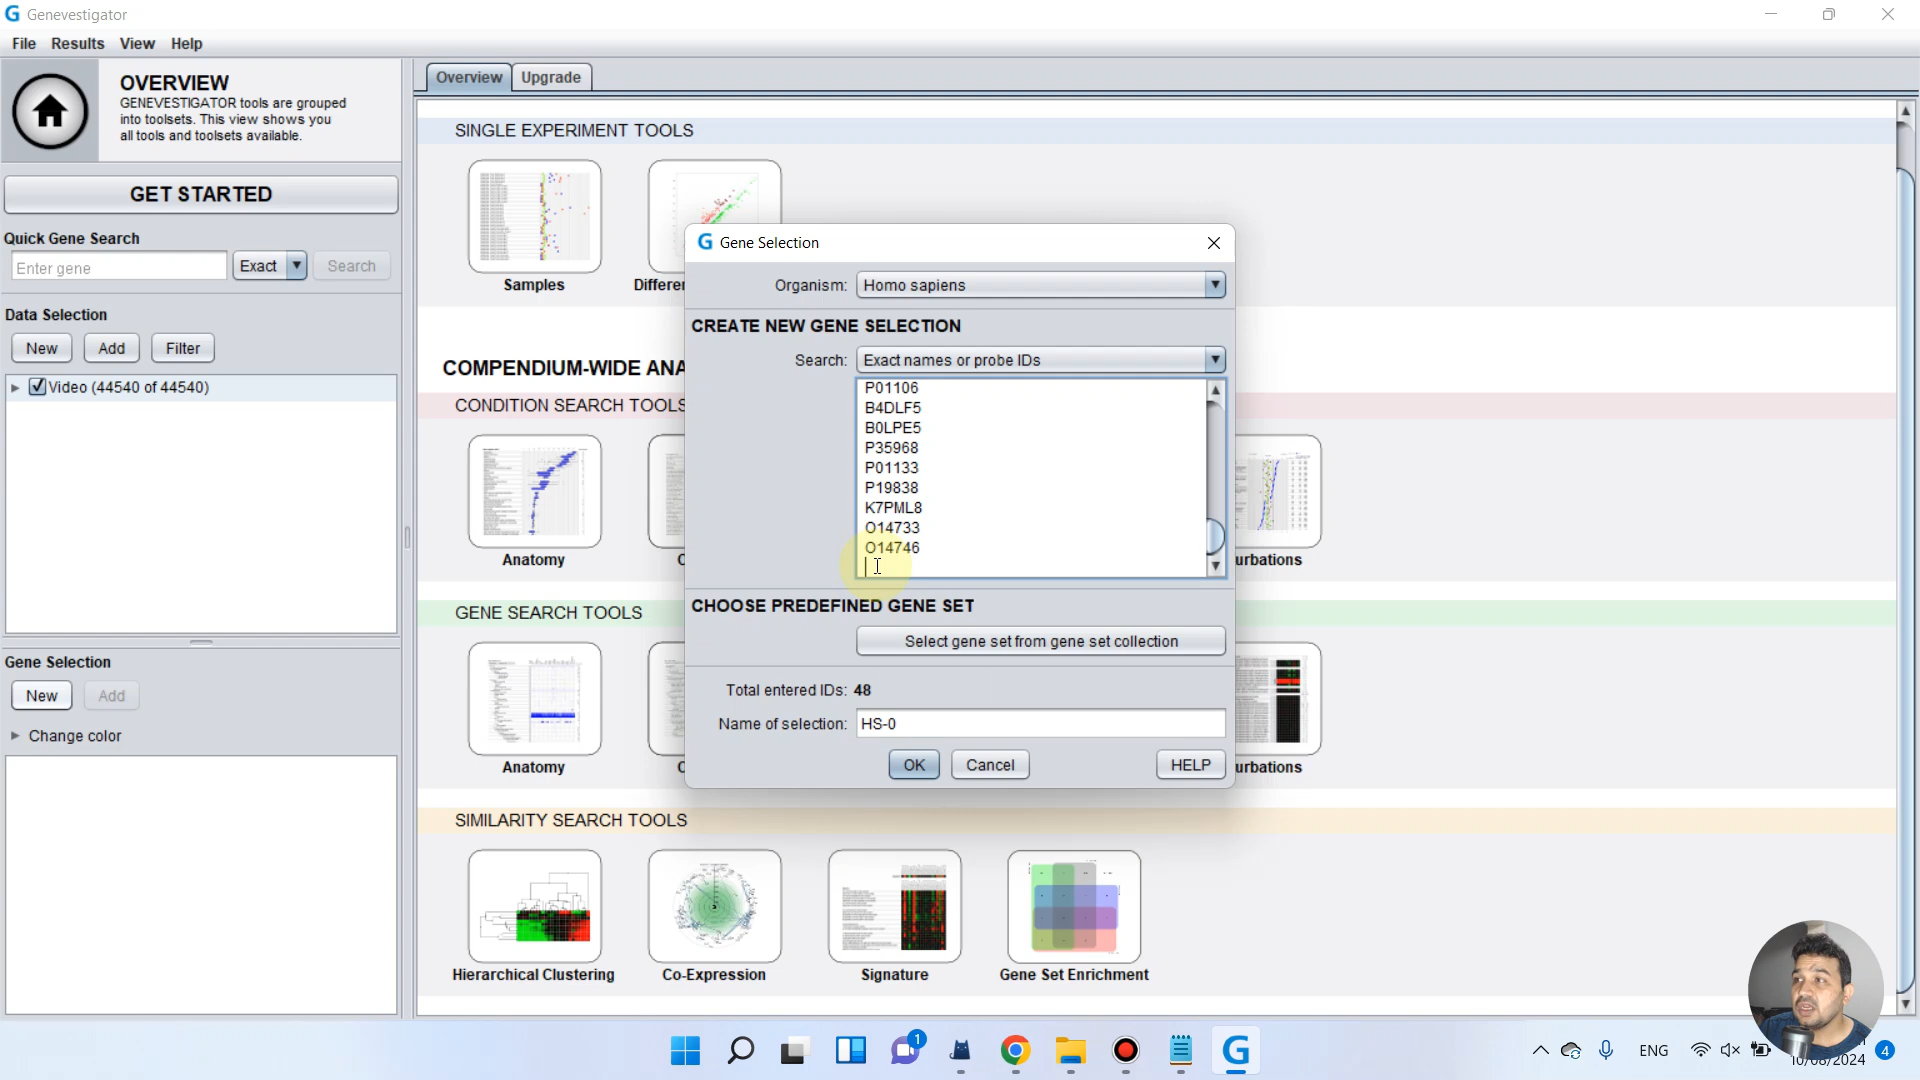 Genevestigator
File Results View Help
OVERVIEW
GENEVESTIGATOR tools are grouped
into toolsets. This view shows you
all tools and toolsets available.
GET STARTED
Quick Gene Search
Enter gene
Exact
Search
Data Selection
New
Add
Filter
Video (44540 of 44540)
Gene Selection
New
Add
Change color
Overview
Upgrade
SINGLE EXPERIMENT TOOLS
Samples
Differe
COMPENDIUM-WIDE ANA
CONDITION SEARCH TOOLS
Anatomy
urbations
GENE SEARCH TOOLS
Anatomy
urbations
SIMILARITY SEARCH TOOLS
Hierarchical Clustering
Co-Expression
Signature
Gene Set Enrichment
Gene Selection
Organism: Homo sapiens
CREATE NEW GENE SELECTION
Search: Exact names or probe IDs
P01106
B4DLF5
B0LPE5
P35968
P01133
P19838
K7PML8
O14733
O14746
CHOOSE PREDEFINED GENE SET
Select gene set from gene set collection
Total entered IDs: 48
Name of selection: HS-0
OK
Cancel
HELP
1
ENG
10/08/2024
4